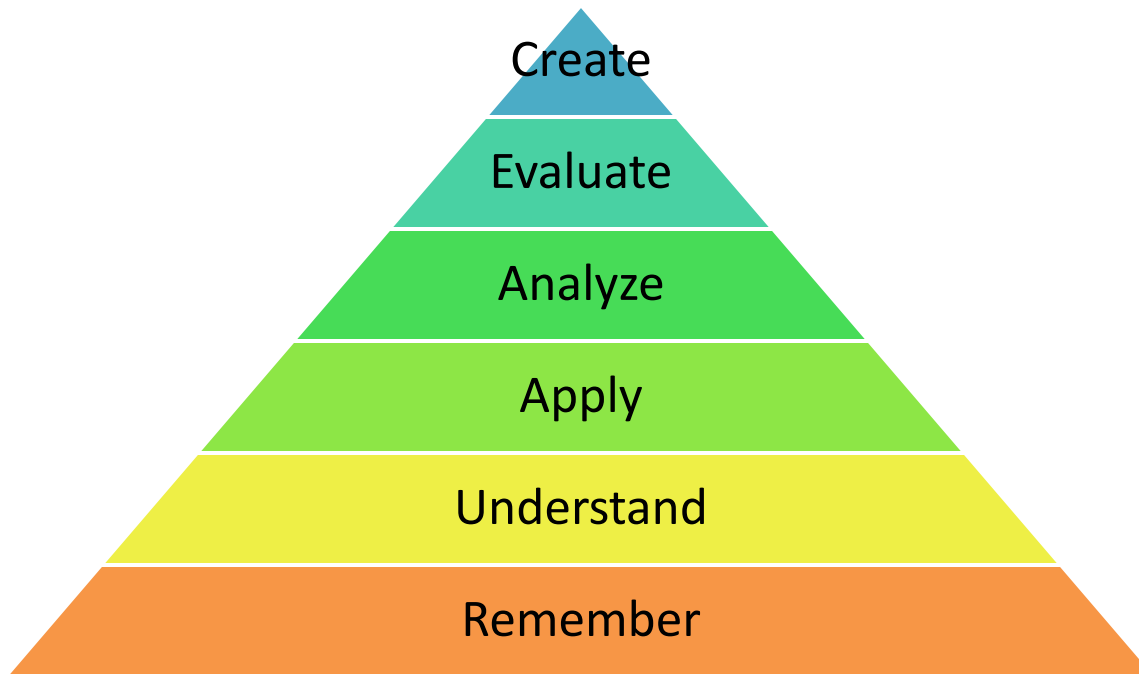 Create
Evaluate
Analyze
Apply
Understand
Remember